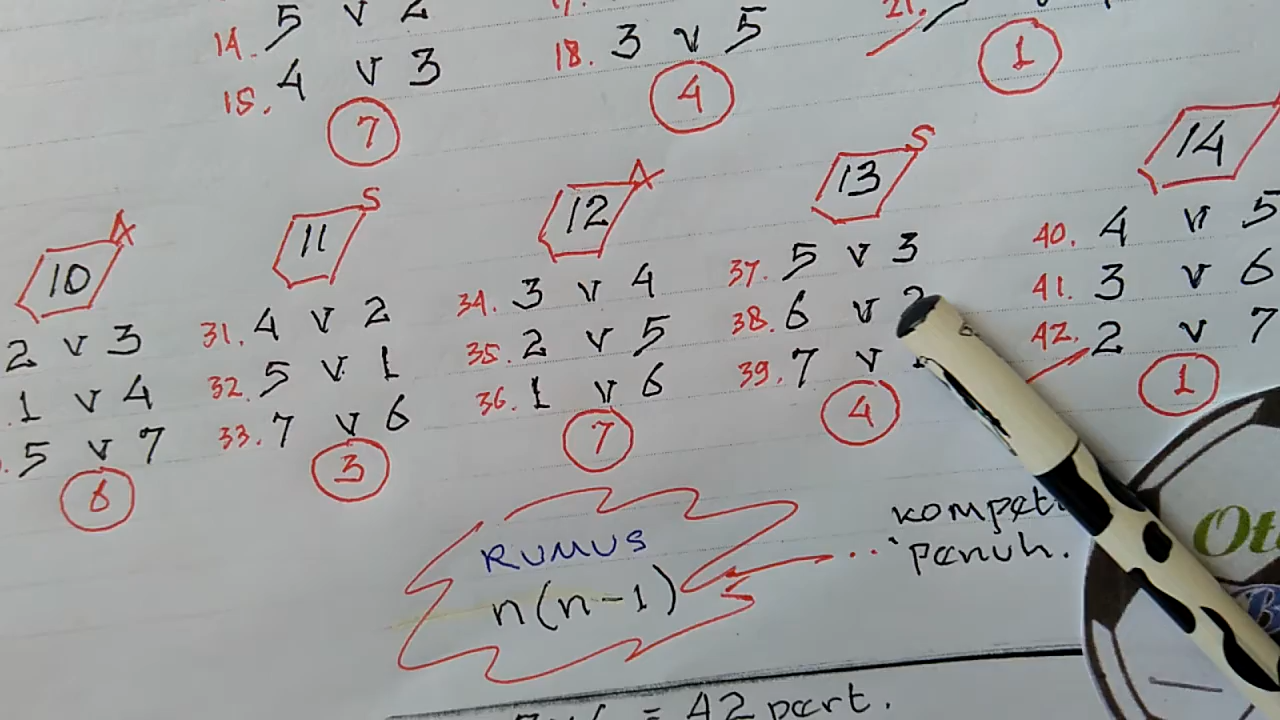 14. 5 v 2
15. 4 v 3
7
18. 3 v 5
4
21.
1
10 A
2 v 3
1 v 4
5 v 7
6
11 S
31. 4 v 2
32. 5 v 1
33. 7 v 6
3
12 A
34. 3 v 4
35. 2 v 5
36. 1 v 6
7
13 S
37. 5 v 3
38. 6 v
39. 7 v
4
14
40. 4 v 5
41. 3 v 6
42. 2 v 7
1
RUMUS
n(n-1)
penuh.
= 42 part.